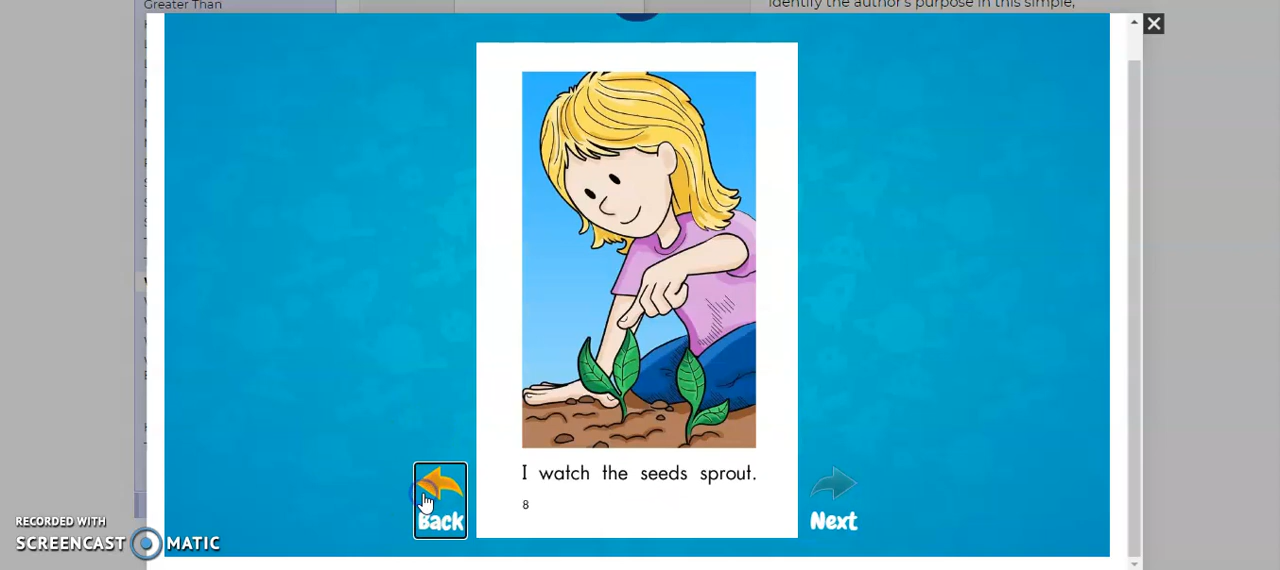 Greater Than
Identify the author's purpose in this simple,
I watch the seeds sprout.
8
Back
Next
RECORDED WITH
SCREENCAST MATIC